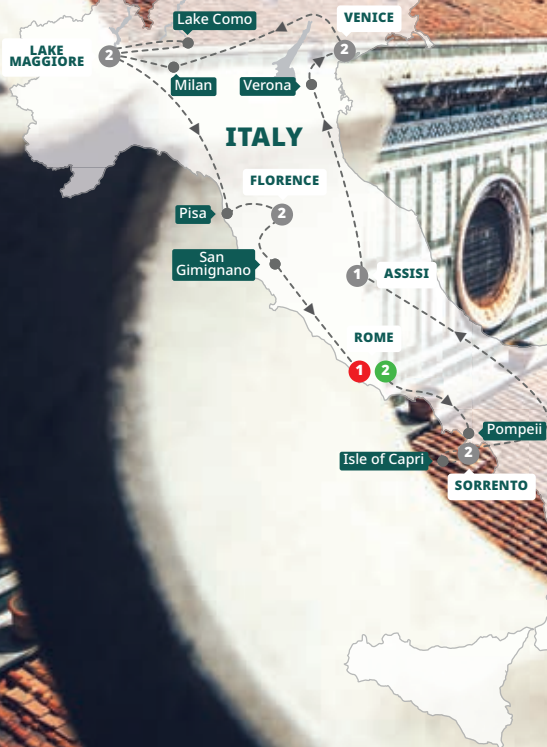 Lake Como
VENICE
2
LAKE
MAGGIORE
2
Milan
Verona
ITALY
FLORENCE
2
Pisa
San
Gimignano
1
ASSISI
ROME
1
2
Pompeii
2
Isle of Capri
SORRENTO